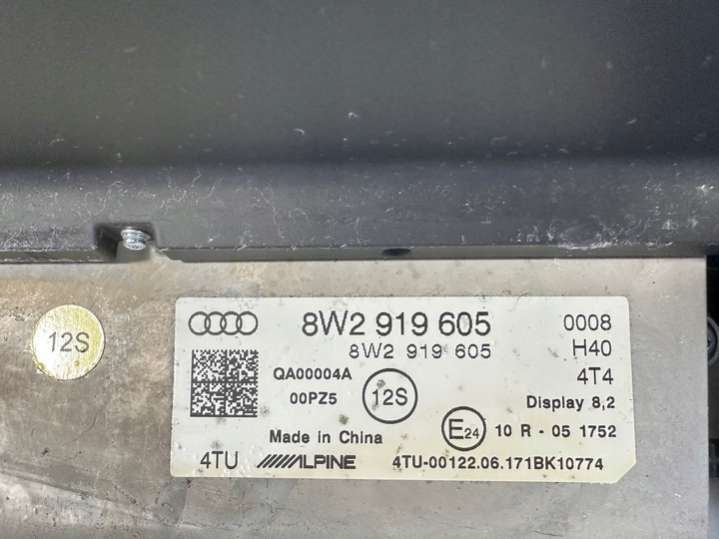 12S
8W2 919 605
0008
8W2 919 605
H40
QA00004A
4T4
00PZ5
12S
Display 8,2
Made in China
E24 10 R - 05 1752
4TU
ALPINE
4TU-00122.06.171BK10774